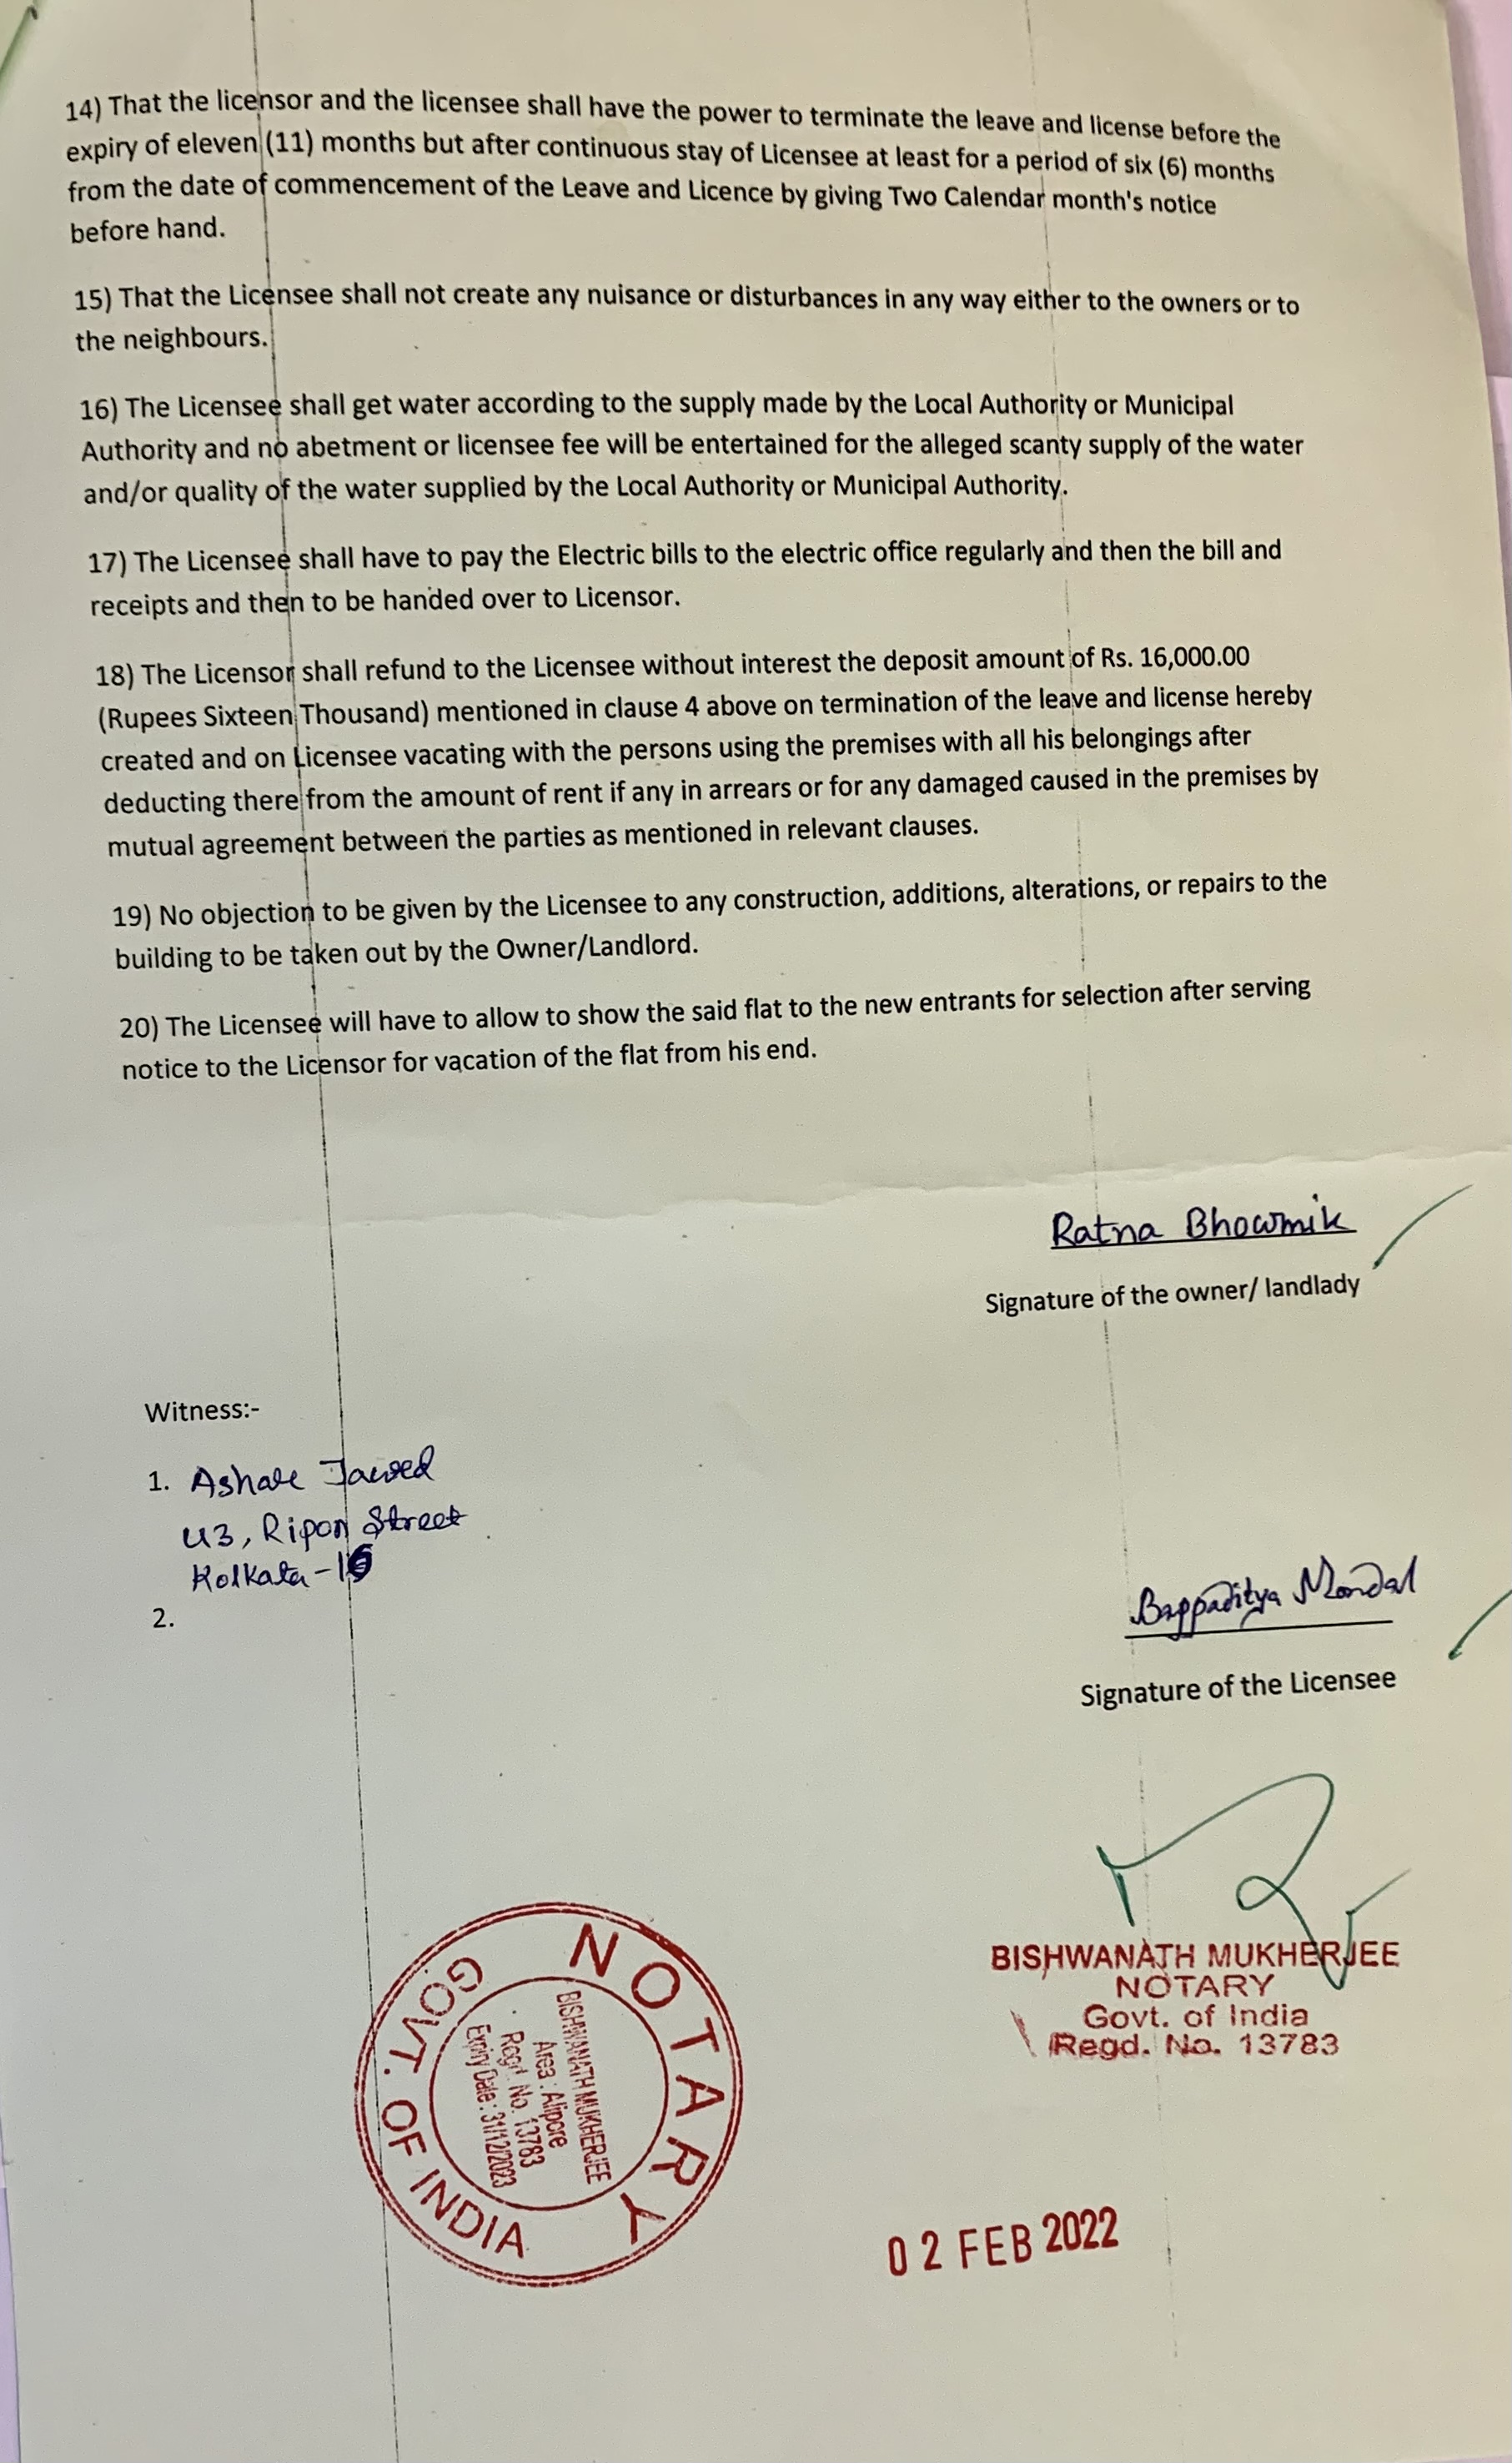 14) That the licensor and the licensee shall have the power to terminate the leave and license before the
expiry of eleven (11) months but after continuous stay of Licensee at least for a period of six (6) months
from the date of commencement of the Leave and Licence by giving Two Calendar month's notice
before hand.
15) That the Licensee shall not create any nuisance or disturbances in any way either to the owners or to
the neighbours.
16) The Licensee shall get water according to the supply made by the Local Authority or Municipal
Authority and no abetment or licensee fee will be entertained for the alleged scanty supply of the water
and/or quality of the water supplied by the Local Authority or Municipal Authority.
17) The Licensee shall have to pay the Electric bills to the electric office regularly and then the bill and
receipts and then to be handed over to Licensor.
18) The Licensor shall refund to the Licensee without interest the deposit amount of Rs. 16,000.00
(Rupees Sixteen Thousand) mentioned in clause 4 above on termination of the leave and license hereby
created and on Licensee vacating with the persons using the premises with all his belongings after
deducting there from the amount of rent if any in arrears or for any damaged caused in the premises by
mutual agreement between the parties as mentioned in relevant clauses.
19) No objection to be given by the Licensee to any construction, additions, alterations, or repairs to the
building to be taken out by the Owner/Landlord.
20) The Licensee will have to allow to show the said flat to the new entrants for selection after serving
notice to the Licensor for vacation of the flat from his end.
Ratna Bhowmik
Signature of the owner/ landlady
Witness:-
1. Jawed
Ripon Street
Kolkata-16
2.
Bappaditya Mondal
Signature of the Licensee
BISHWANATH MUKHERJEE
NOTARY
Govt. of India
Regd. No. 13783
NOTARY
GOVT. OF INDIA
BISHWANATH MUKHERJEE
Area : Alipore
Regd. No. 13783
Expiry Date : 31/12/2023
02 FEB 2022